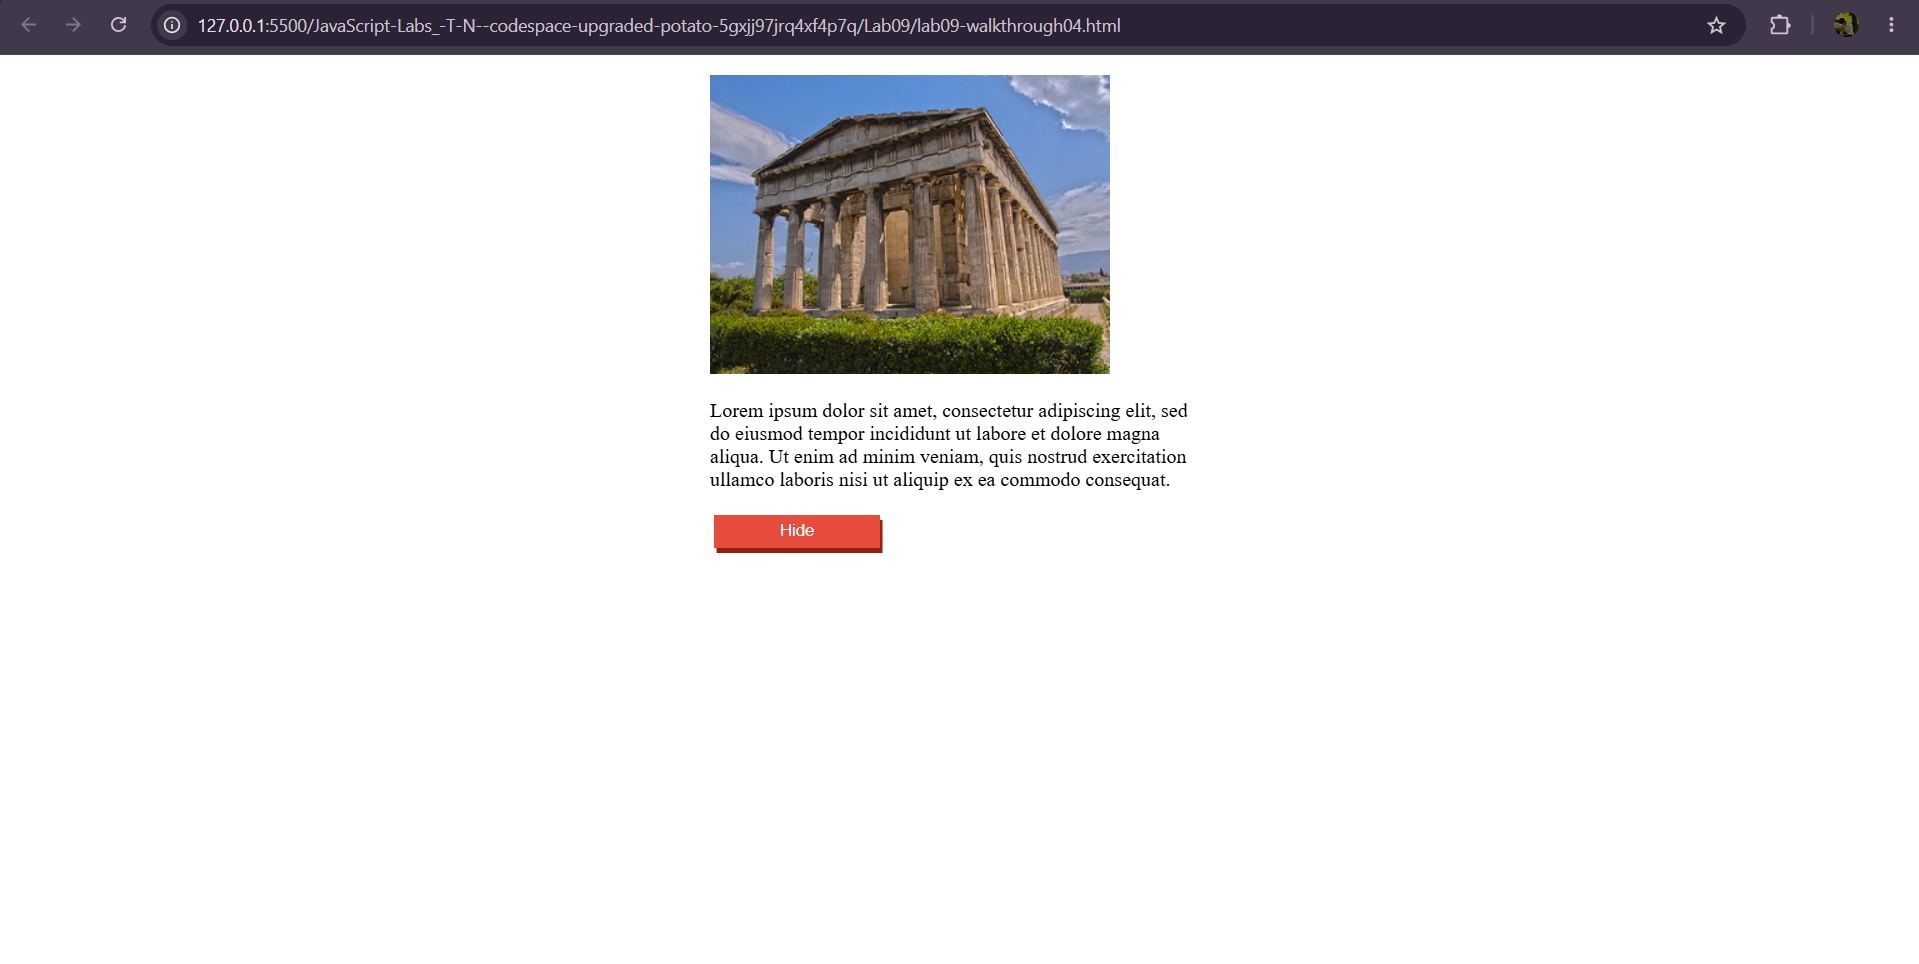 127.0.0.1:5500/JavaScript-Labs_-T-N--codespace-upgraded-potato-5gxjj97jrq4xf4p7q/Lab09/lab09-walkthrough04.html
Lorem ipsum dolor sit amet, consectetur adipiscing elit, sed
do eiusmod tempor incididunt ut labore et dolore magna
aliqua. Ut enim ad minim veniam, quis nostrud exercitation
ullamco laboris nisi ut aliquip ex ea commodo consequat.
Hide